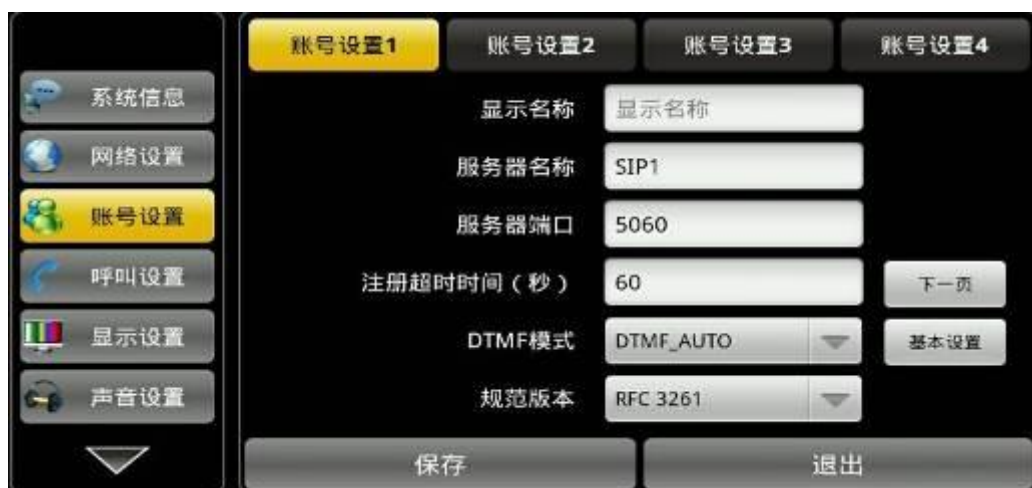 账号设置1 账号设置2 账号设置3 账号设置4
系统信息
网络设置
账号设置
呼叫设置
显示设置
声音设置
显示名称 显示名称
服务器名称 SIP1
服务器端口 5060
注册超时时间（秒） 60 下一页
DTMF模式 DTMF_AUTO 基本设置
规范版本 RFC 3261
保存 退出